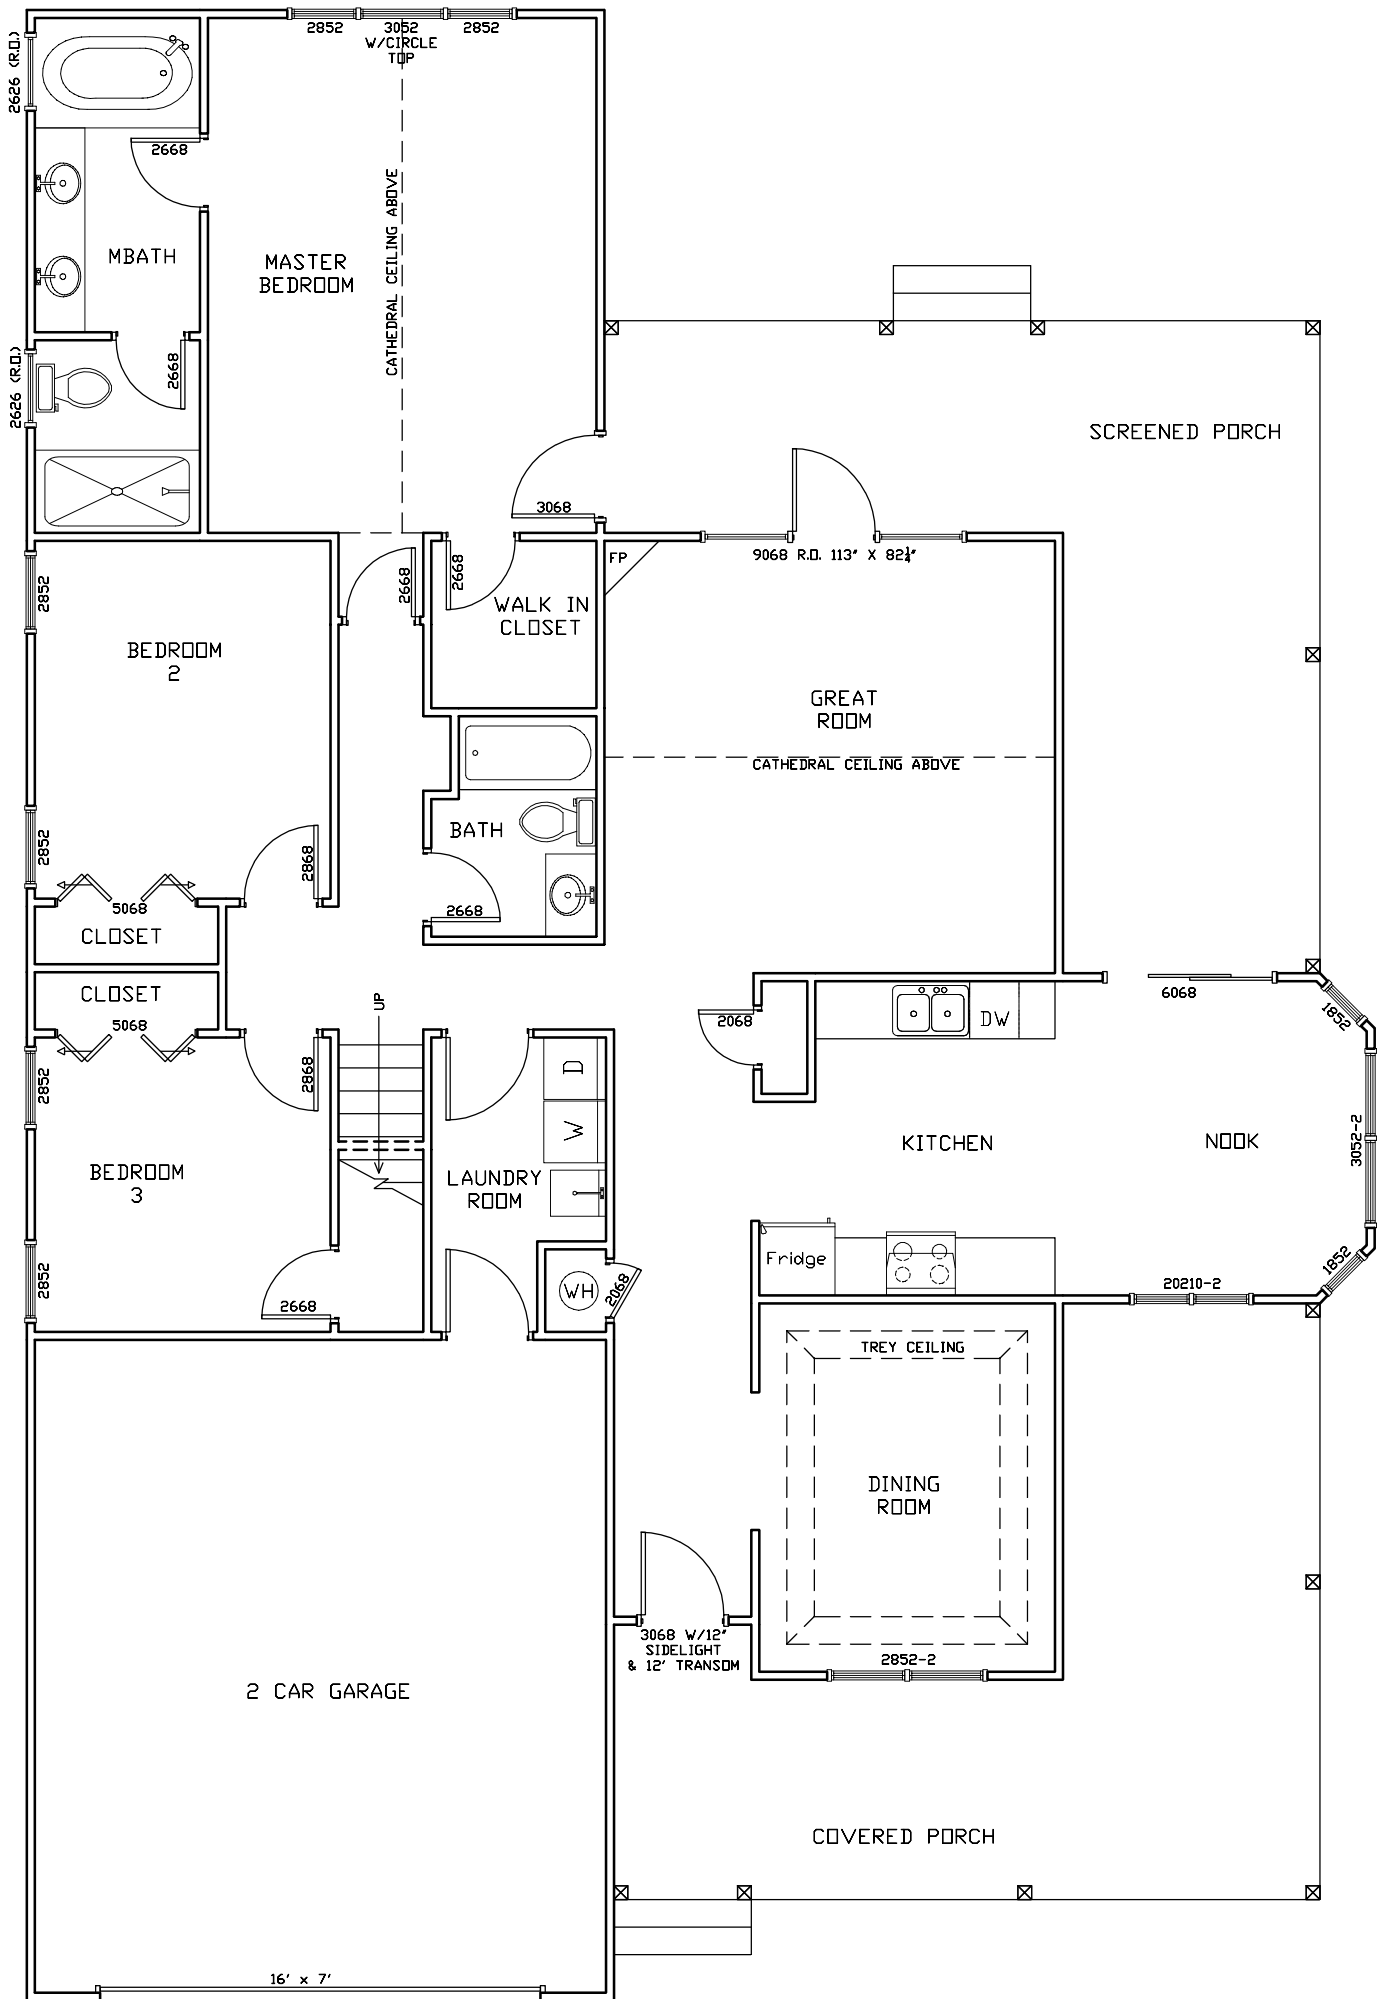 2852 3052 2852
W/CIRCLE
TOP
2626 (R.O.)
2668
CATHEDRAL CEILING ABOVE
MBATH
MASTER
BEDROOM
2626 (R.O.)
2668
SCREENED PORCH
3068
9068 R.O. 113" X 82¼"
FP
2852
2668
2668
WALK IN
CLOSET
BEDROOM
2
GREAT
ROOM
CATHEDRAL CEILING ABOVE
2852
2868
BATH
5068
2668
CLOSET
CLOSET
5068
UP
6068
2068
DW
1852
2852
2868
D
W
KITCHEN
NOOK
3052-2
BEDROOM
3
LAUNDRY
ROOM
2852
2668
WH
2068
Fridge
1852
20210-2
TREY CEILING
DINING
ROOM
3068 W/12"
SIDELIGHT
& 12' TRANSOM
2852-2
2 CAR GARAGE
COVERED PORCH
16' x 7'